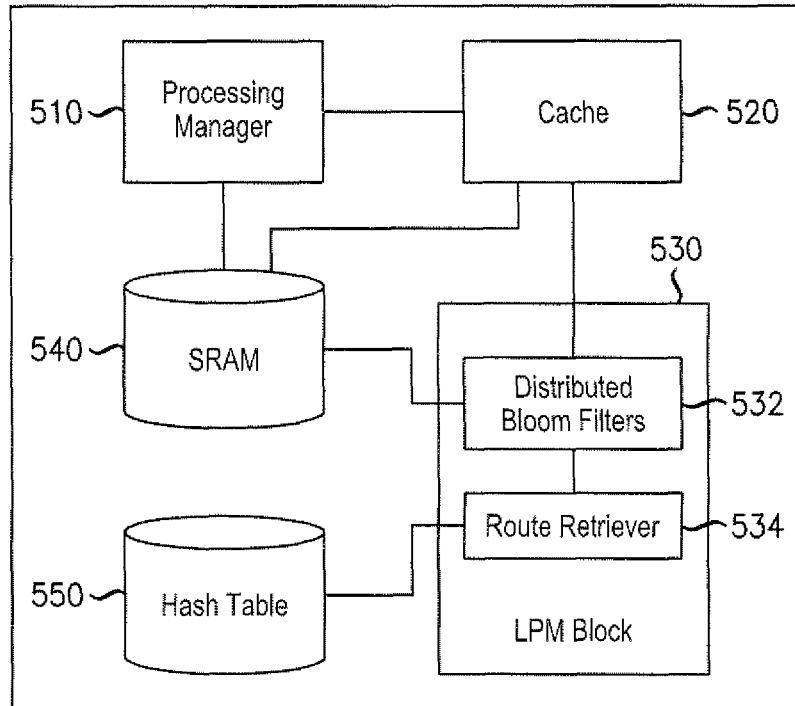 510
Processing
Manager
Cache
520
530
540
SRAM
Distributed
Bloom Filters
532
Route Retriever
534
550
Hash Table
LPM Block